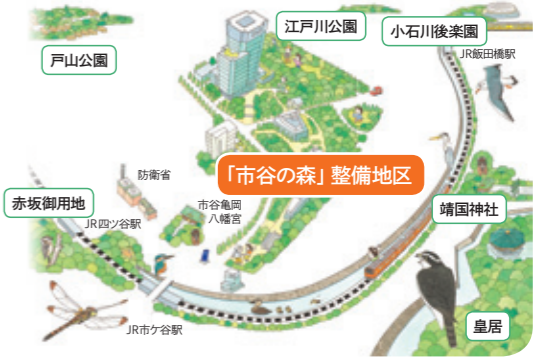 江戸川公園
小石川後楽園
戸山公園
JR飯田橋駅
「市谷の森」整備地区
防衛省
赤坂御用地
市谷亀岡
八幡宮
靖国神社
JR四ツ谷駅
皇居
JR市ケ谷駅